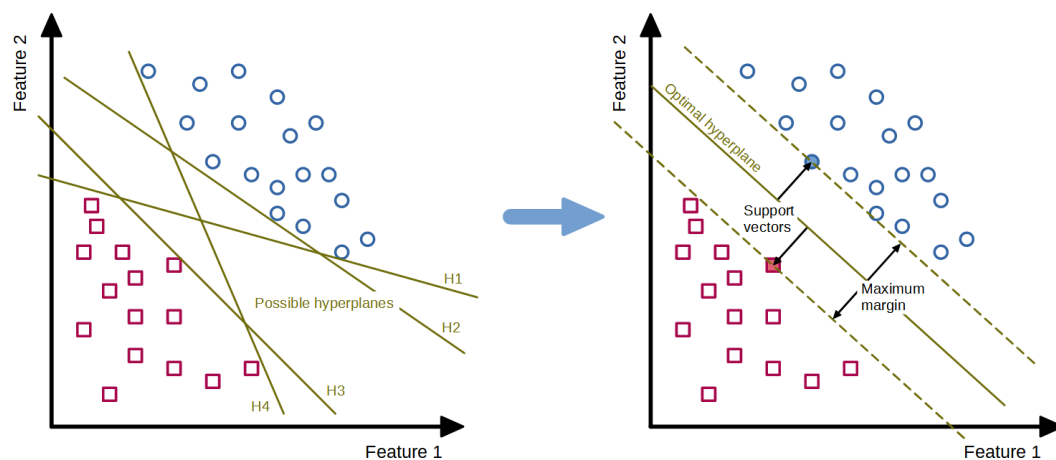 Feature 2
H1
Possible hyperplanes
H2
H3
H4
Feature 1
Feature 2
Optimal hyperplane
Support
vectors
Maximum
margin
Feature 1